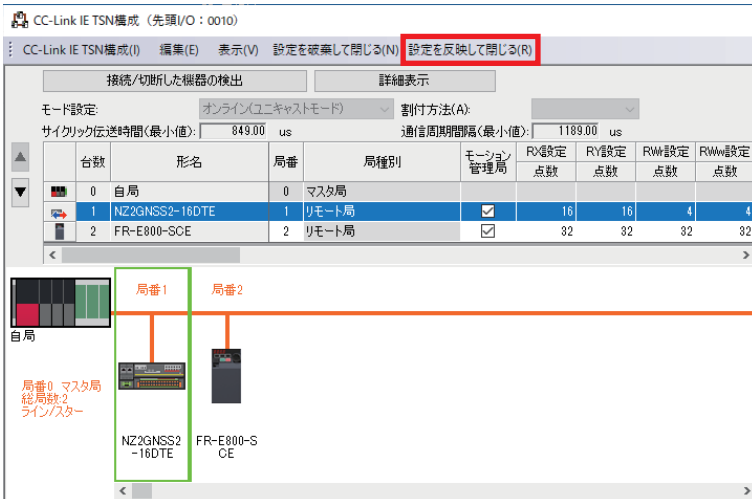 CC-Link IE TSN構成（先頭I/O：0010）
CC-Link IE TSN構成(I) 編集(E) 表示(V) 設定を破棄して閉じる(N) 設定を反映して閉じる(R)
接続/切断した機器の検出 詳細表示
モード設定: オンライン(ユニキャストモード) 割付方法(A):
サイクリック伝送時間(最小値): 849.00 us 通信周期間隔(最小値): 1189.00 us
台数 形名 局番 局種別 モーション管理局 RX設定 RY設定 RWr設定 RWw設定
点数 点数 点数 点数
0 自局 0 マスタ局
1 NZ2GNSS2-16DTE 1 リモート局 16 16 4 4
2 FR-E800-SCE 2 リモート局 32 32 32 32
局番1 局番2
自局
局番0 マスタ局
総局数:2
ライン/スター
NZ2GNSS2
-16DTE
FR-E800-S
CE